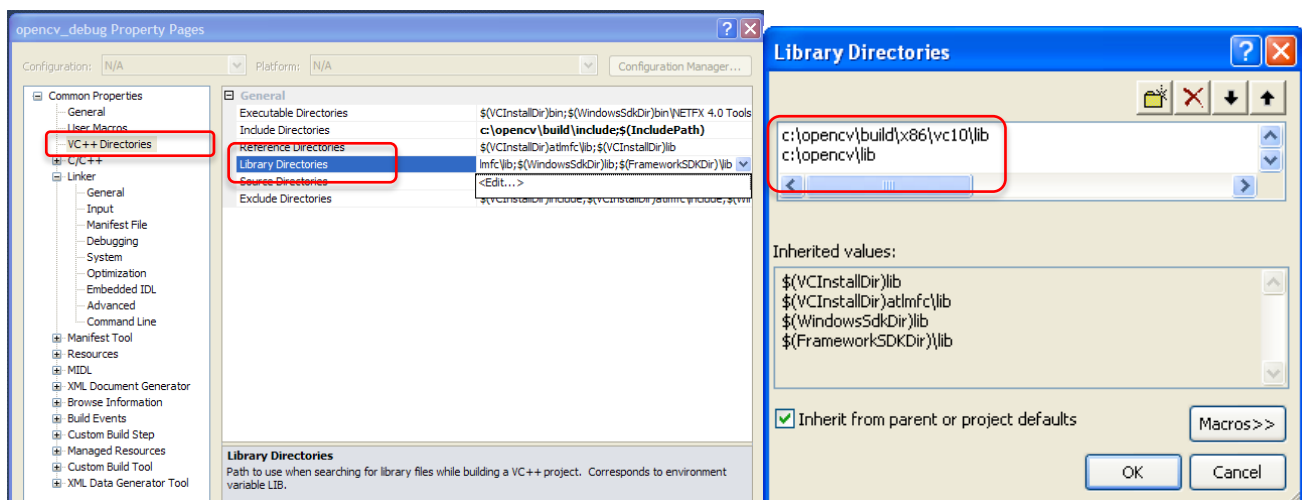 opencv_debug Property Pages
Configuration: N/A Platform: N/A Configuration Manager...
Common Properties
General
User Macros
VC++ Directories
C/C++
Linker
General
Input
Manifest File
Debugging
System
Optimization
Embedded IDL
Advanced
Command Line
Manifest Tool
Resources
MIDL
XML Document Generator
Browse Information
Build Events
Custom Build Step
Managed Resources
Custom Build Tool
XML Data Generator Tool
General
Executable Directories $(VCInstallDir)bin;$(WindowsSdkDir)bin\NETFX 4.0 Tools
Include Directories c:\opencv\build\include;$(IncludePath)
Reference Directories $(VCInstallDir)atlmfc\lib;$(VCInstallDir)lib
Library Directories lmfc\lib;$(WindowsSdkDir)lib;$(FrameworkSDKDir)\lib
Source Directories <Edit...>
Exclude Directories $(VCInstallDir)include;$(VCInstallDir)atlmfc\include;$(Win
Library Directories
Path to use when searching for library files while building a VC++ project. Corresponds to environment
variable LIB.
Library Directories
c:\opencv\build\x86\vc10\lib
c:\opencv\lib
Inherited values:
$(VCInstallDir)lib
$(VCInstallDir)atlmfc\lib
$(WindowsSdkDir)lib
$(FrameworkSDKDir)\lib
Inherit from parent or project defaults
Macros>>
OK Cancel